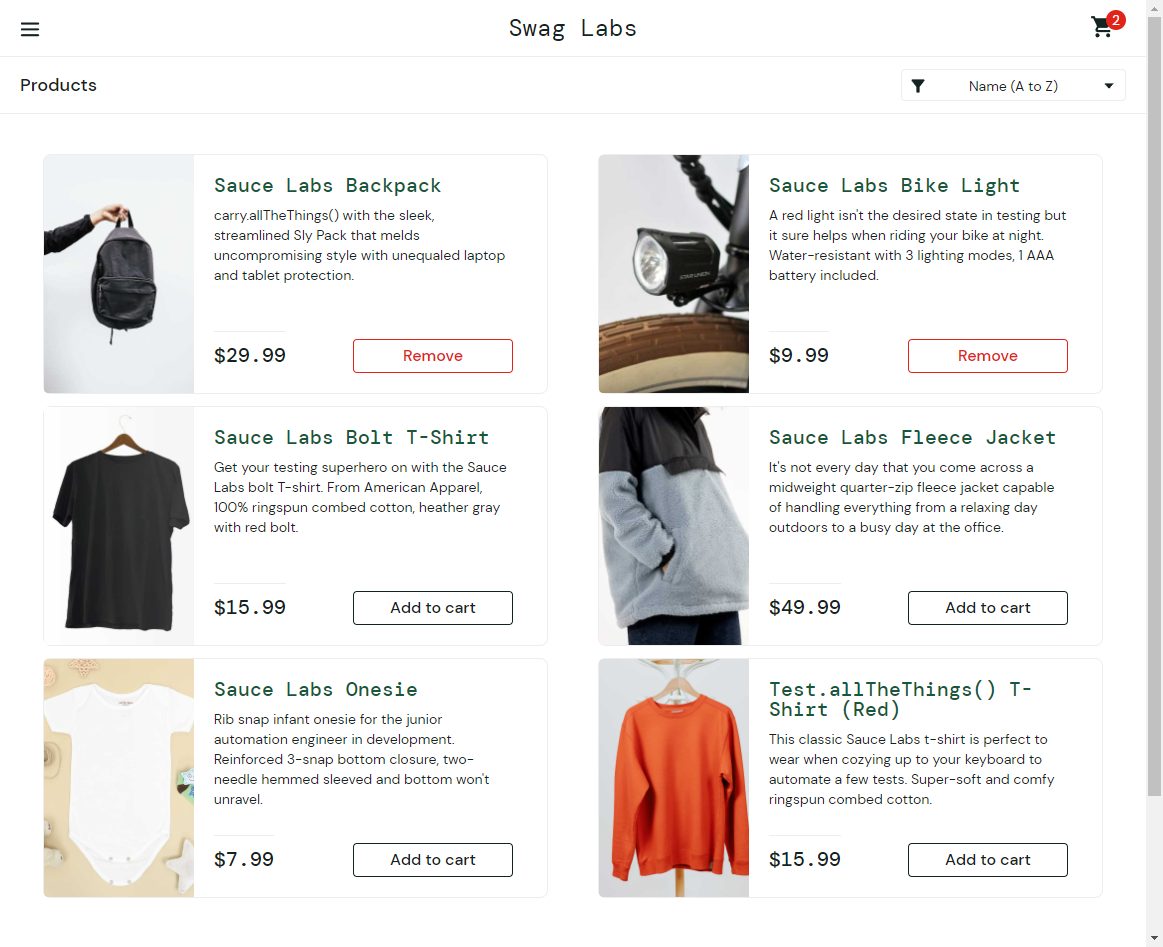 Swag Labs
2
Products
Name (A to Z)
Sauce Labs Backpack
carry.allTheThings() with the sleek,
streamlined Sly Pack that melds
uncompromising style with unequaled laptop
and tablet protection.
$29.99
Remove
Sauce Labs Bike Light
A red light isn't the desired state in testing but
it sure helps when riding your bike at night.
Water-resistant with 3 lighting modes, 1 AAA
battery included.
$9.99
Remove
Sauce Labs Bolt T-Shirt
Get your testing superhero on with the Sauce
Labs bolt T-shirt. From American Apparel,
100% ringspun combed cotton, heather gray
with red bolt.
$15.99
Add to cart
Sauce Labs Fleece Jacket
It's not every day that you come across a
midweight quarter-zip fleece jacket capable
of handling everything from a relaxing day
outdoors to a busy day at the office.
$49.99
Add to cart
Sauce Labs Onesie
Rib snap infant onesie for the junior
automation engineer in development.
Reinforced 3-snap bottom closure, two-
needle hemmed sleeved and bottom won't
unravel.
$7.99
Add to cart
Test.allTheThings() T-
Shirt (Red)
This classic Sauce Labs t-shirt is perfect to
wear when cozying up to your keyboard to
automate a few tests. Super-soft and comfy
ringspun combed cotton.
$15.99
Add to cart